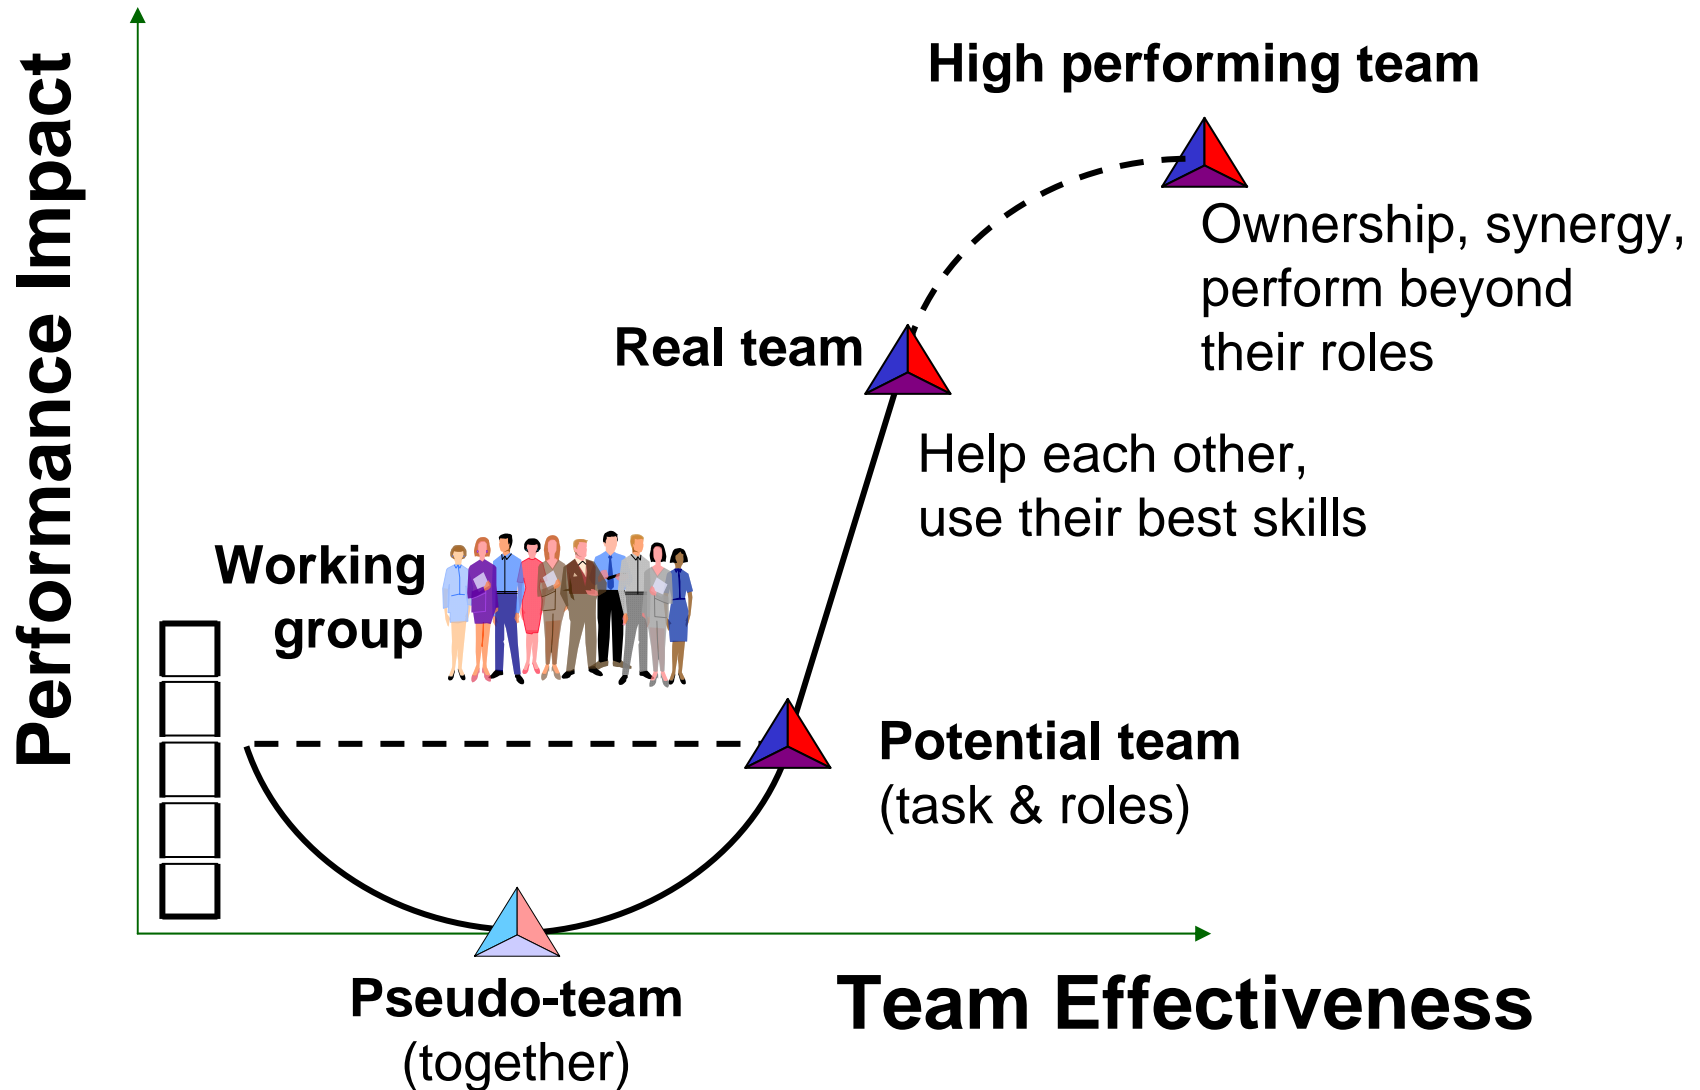 Performance Impact
High performing team
Ownership, synergy,
perform beyond
their roles
Real team
Help each other,
use their best skills
Working
group
Potential team
(task & roles)
Pseudo-team
(together)
Team Effectiveness